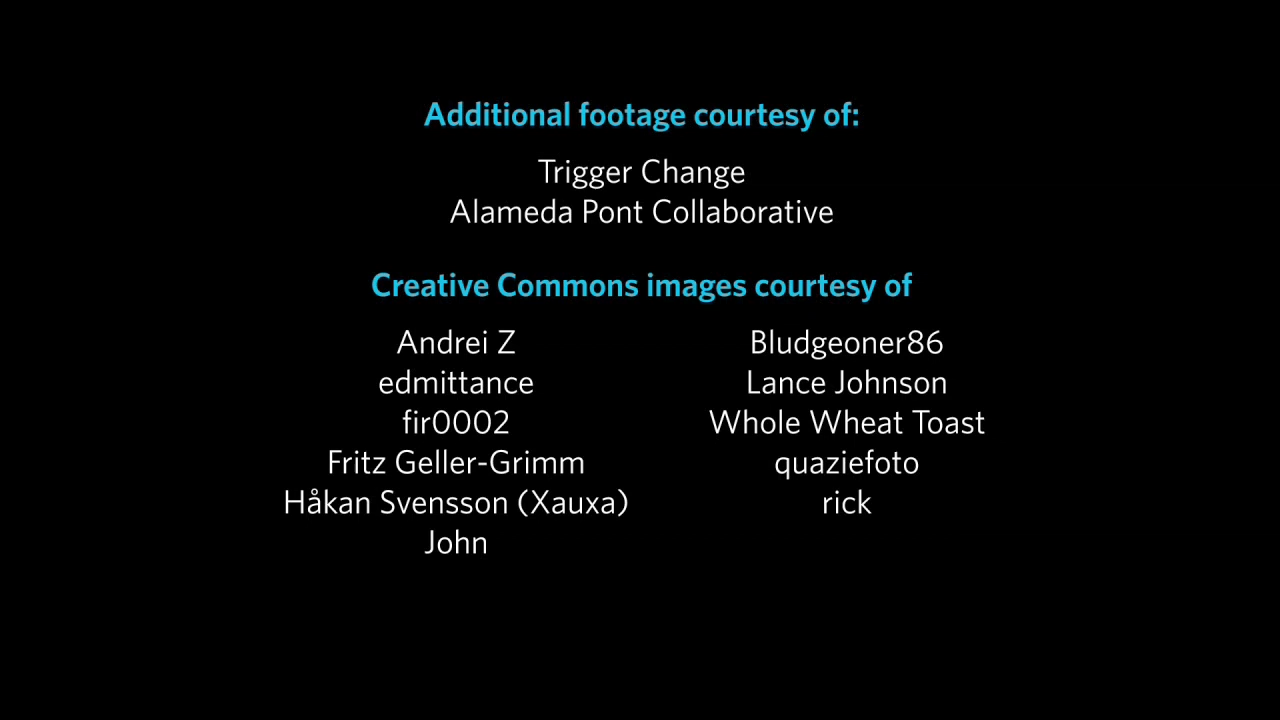 Additional footage courtesy of:
Trigger Change
Alameda Pont Collaborative
Creative Commons images courtesy of
Andrei Z
edmittance
fir0002
Fritz Geller-Grimm
Håkan Svensson (Xauxa)
John
Bludgeoner86
Lance Johnson
Whole Wheat Toast
quaziefoto
rick